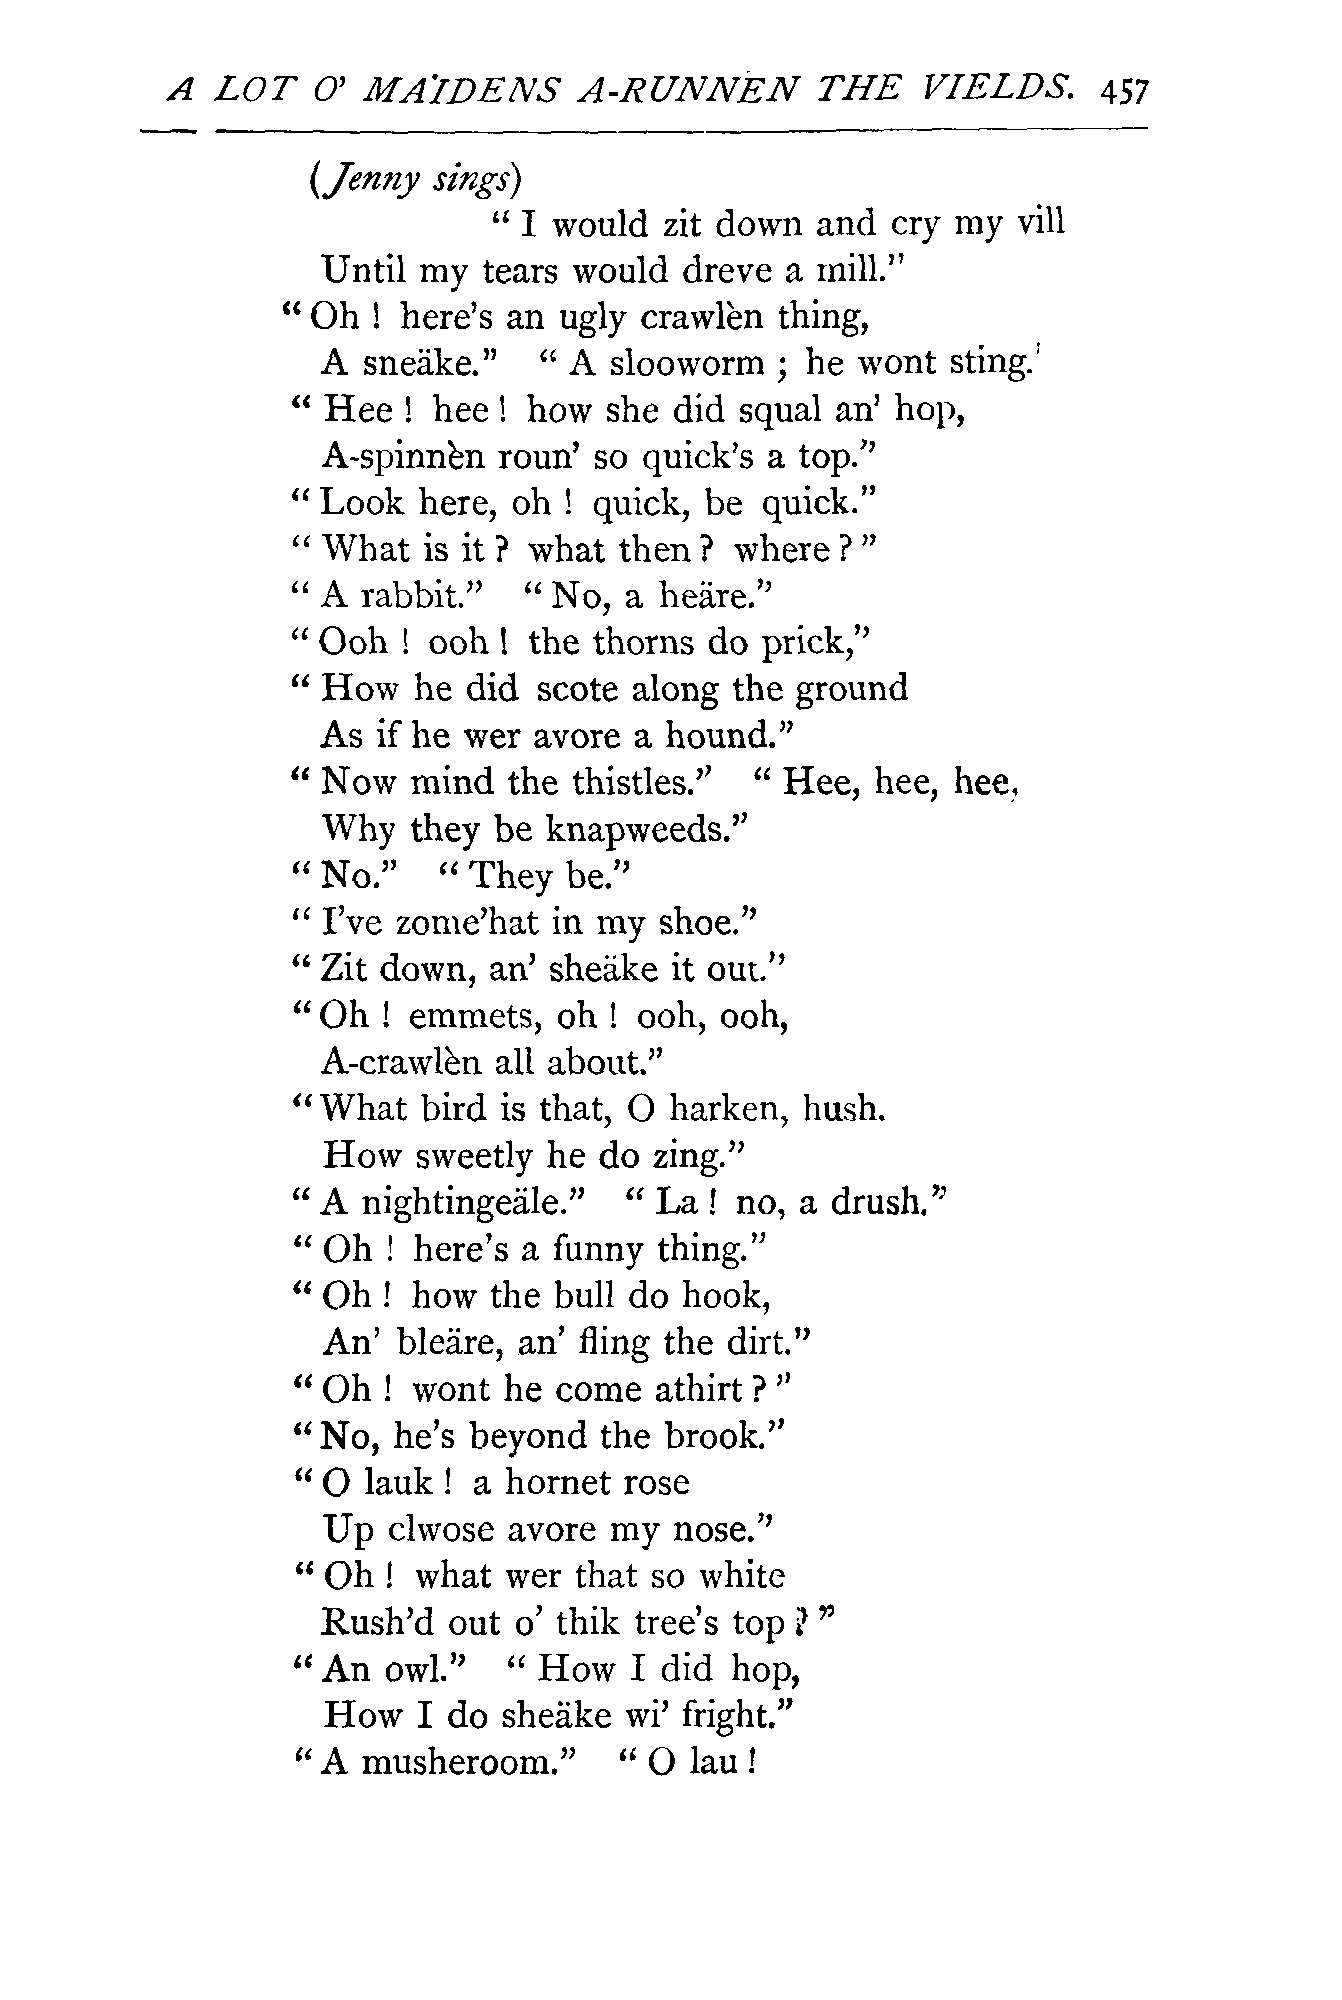 A LOT O' MAÏDENS A-RUNNÈN THE VIELDS. 457
(Jenny sings)
“ I would zit down and cry my vill
Until my tears would dreve a mill.”
“ Oh ! here's an ugly crawlèn thing,
A sneäke.” “ A slooworm ; he wont sting.'
“ Hee ! hee ! how she did squal an' hop,
A-spinnèn roun' so quick's a top.”
“ Look here, oh ! quick, be quick.”
“ What is it ? what then ? where ? ”
“ A rabbit.” “ No, a heäre.”
“ Ooh ! ooh ! the thorns do prick,”
“ How he did scote along the ground
As if he wer avore a hound.”
“ Now mind the thistles.” “ Hee, hee, hee,
Why they be knapweeds.”
“ No.” “ They be.”
“ I've zome'hat in my shoe.”
“ Zit down, an' sheäke it out.”
“ Oh ! emmets, oh ! ooh, ooh,
A-crawlèn all about.”
“ What bird is that, O harken, hush.
How sweetly he do zing.”
“ A nightingeäle.” “ La ! no, a drush.”
“ Oh ! here's a funny thing.”
“ Oh ! how the bull do hook,
An' bleäre, an' fling the dirt.”
“ Oh ! wont he come athirt ? ”
“ No, he's beyond the brook.”
“ O lauk ! a hornet rose
Up clwose avore my nose.”
“ Oh ! what wer that so white
Rush'd out o' thik tree's top ? ”
“ An owl.” “ How I did hop,
How I do sheäke wi' fright.”
“ A musheroom.” “ O lau !